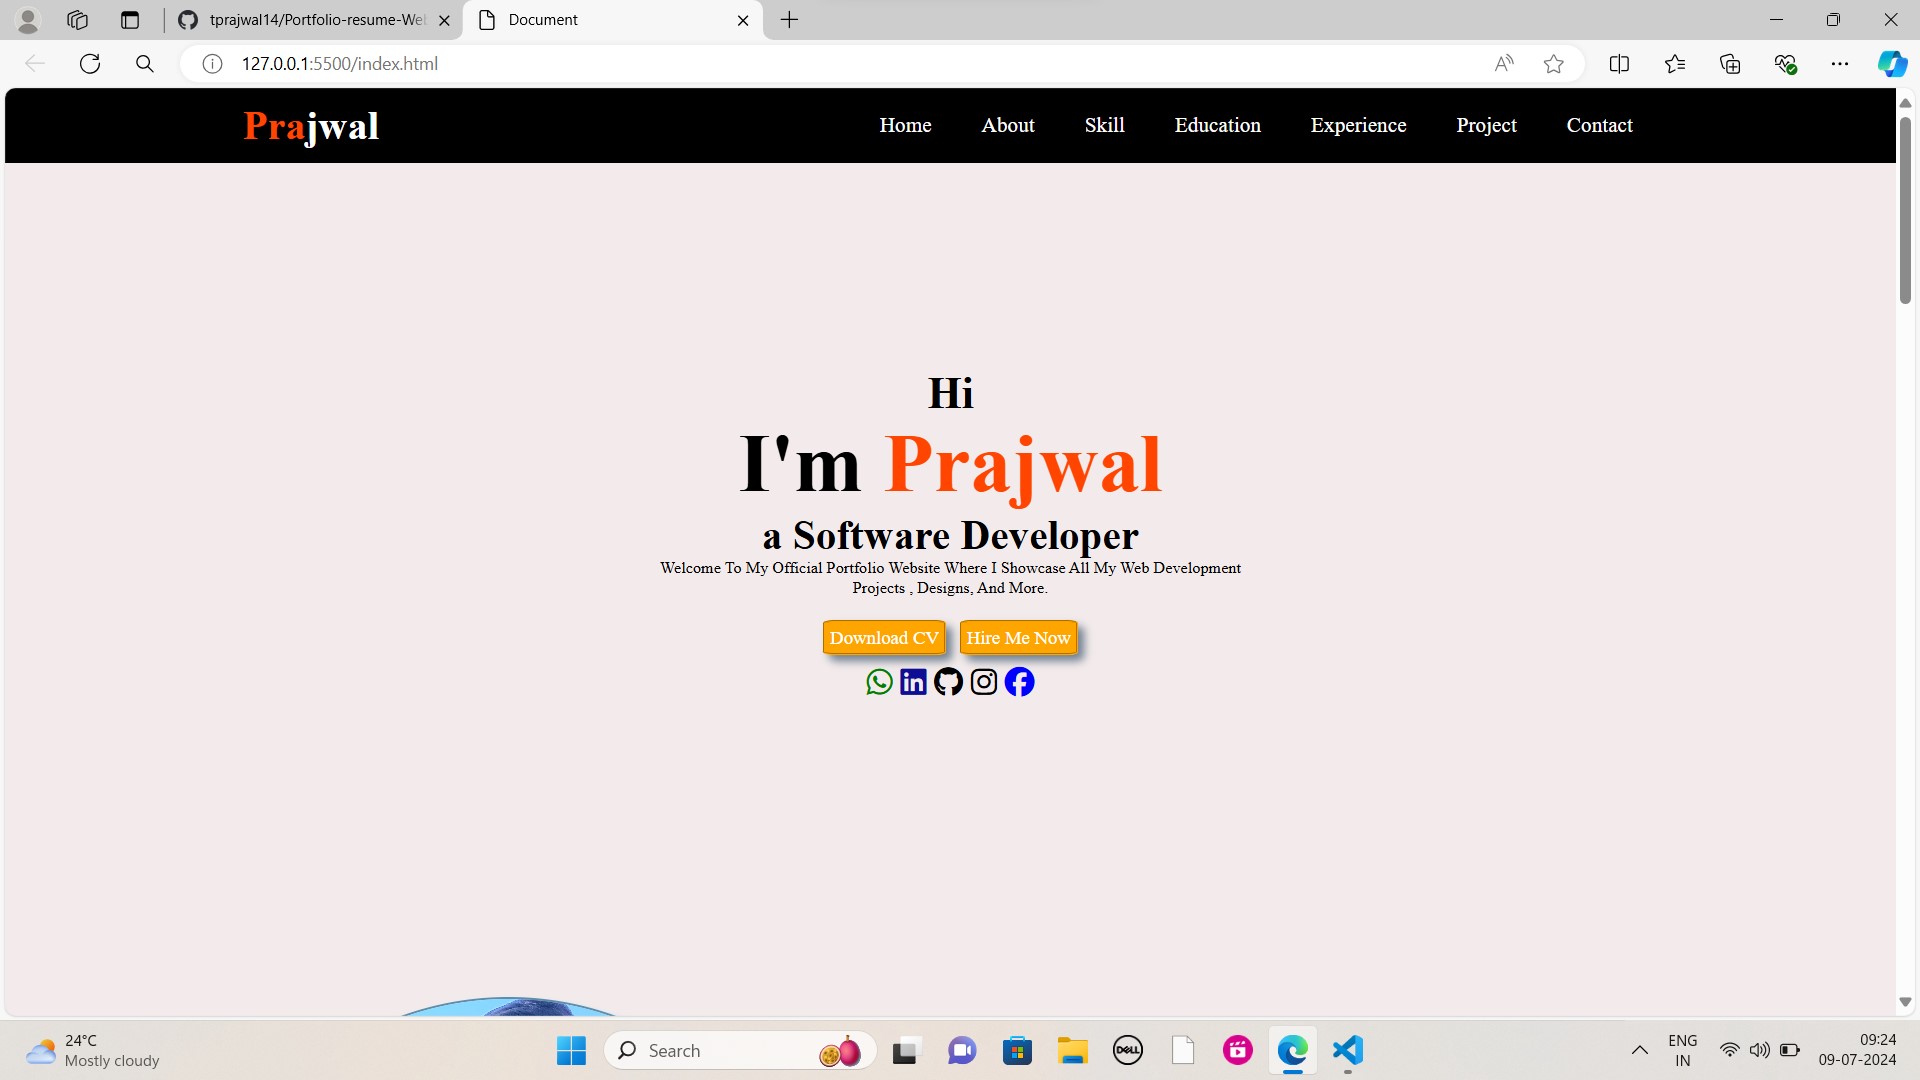 tprajwal14/Portfolio-resume-We
Document
127.0.0.1:5500/index.html
Prajwal
Home About Skill Education Experience Project Contact
Hi
I'm Prajwal
a Software Developer
Welcome To My Official Portfolio Website Where I Showcase All My Web Development
Projects , Designs, And More.
Download CV Hire Me Now
24°C
Mostly cloudy
Search
DELL
ENG
IN
09:24
09-07-2024